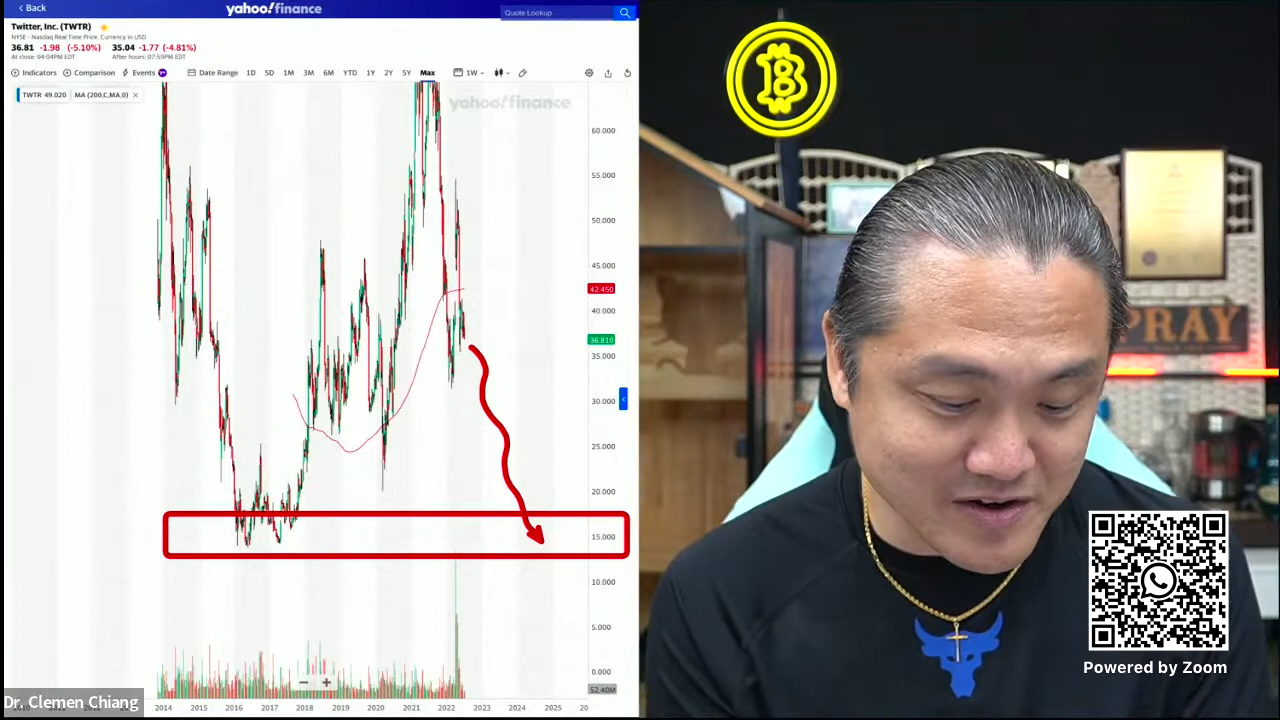 Back
yahoo!finance
Quote Lookup
Twitter, Inc. (TWTR)
NYSE - Nasdaq Real Time Price. Currency in USD
36.81 -1.98 (-5.10%) 35.04 -1.77 (-4.81%)
At close: 04:04PM EDT After hours: 07:59PM EDT
Indicators Comparison Events Date Range 1D 5D 1M 3M 6M YTD 1Y 2Y 5Y Max 1W
TWTR 49.020 MA (200,C,MA,0)
yahoo!finance
60.000
55.000
50.000
45.000
42.450
40.000
36.810
35.000
30.000
25.000
20.000
15.000
10.000
5.000
0.000
52.40M
2014 2015 2016 2017 2018 2019 2020 2021 2022 2023 2024 2025 20
Dr. Clemen Chiang
PRAY
Powered by Zoom